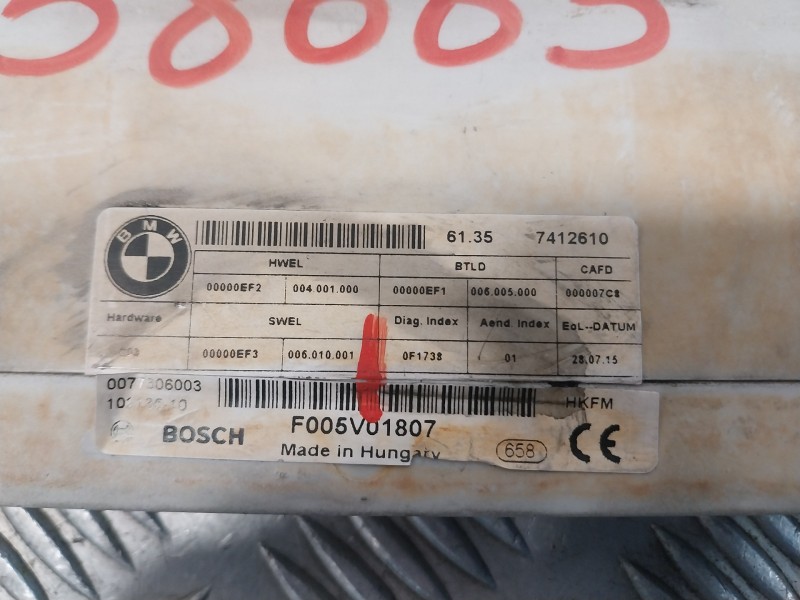 BMW
61.35 7412610
HWEL BTLD CAFD
00000EF2 004.001.000 00000EF1 006.005.000 000007C8
Hardware SWEL Diag. Index Aend. Index EoL--DATUM
00000EF3 006.010.001 0F1738 01 28.07.15
0077306003
HKFM
BOSCH F005V01807
Made in Hungary 658 CE